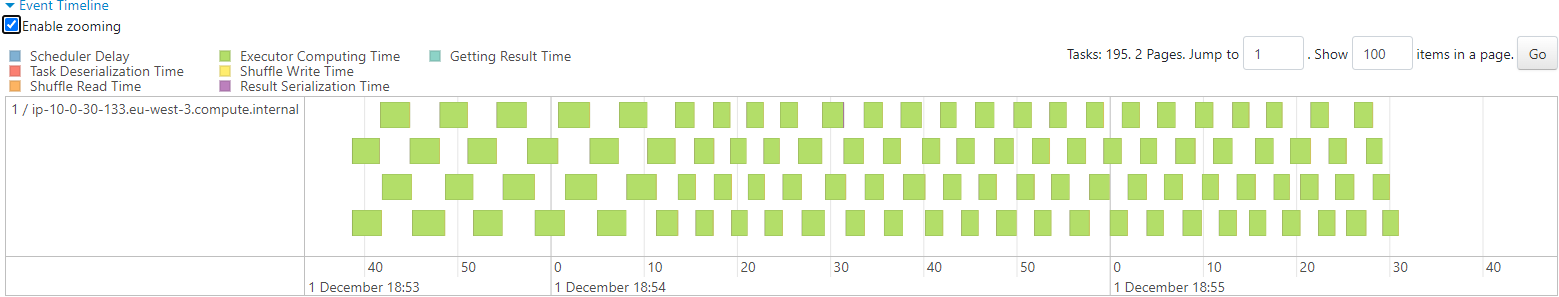 Event Timeline
Enable zooming
Scheduler Delay
Executor Computing Time
Getting Result Time
Task Deserialization Time
Shuffle Write Time
Shuffle Read Time
Result Serialization Time
Tasks: 195. 2 Pages. Jump to 1 . Show 100 items in a page. Go
1 / ip-10-0-30-133.eu-west-3.compute.internal
40 50 0 10 20 30 40 50 0 10 20 30 40
1 December 18:53 1 December 18:54 1 December 18:55